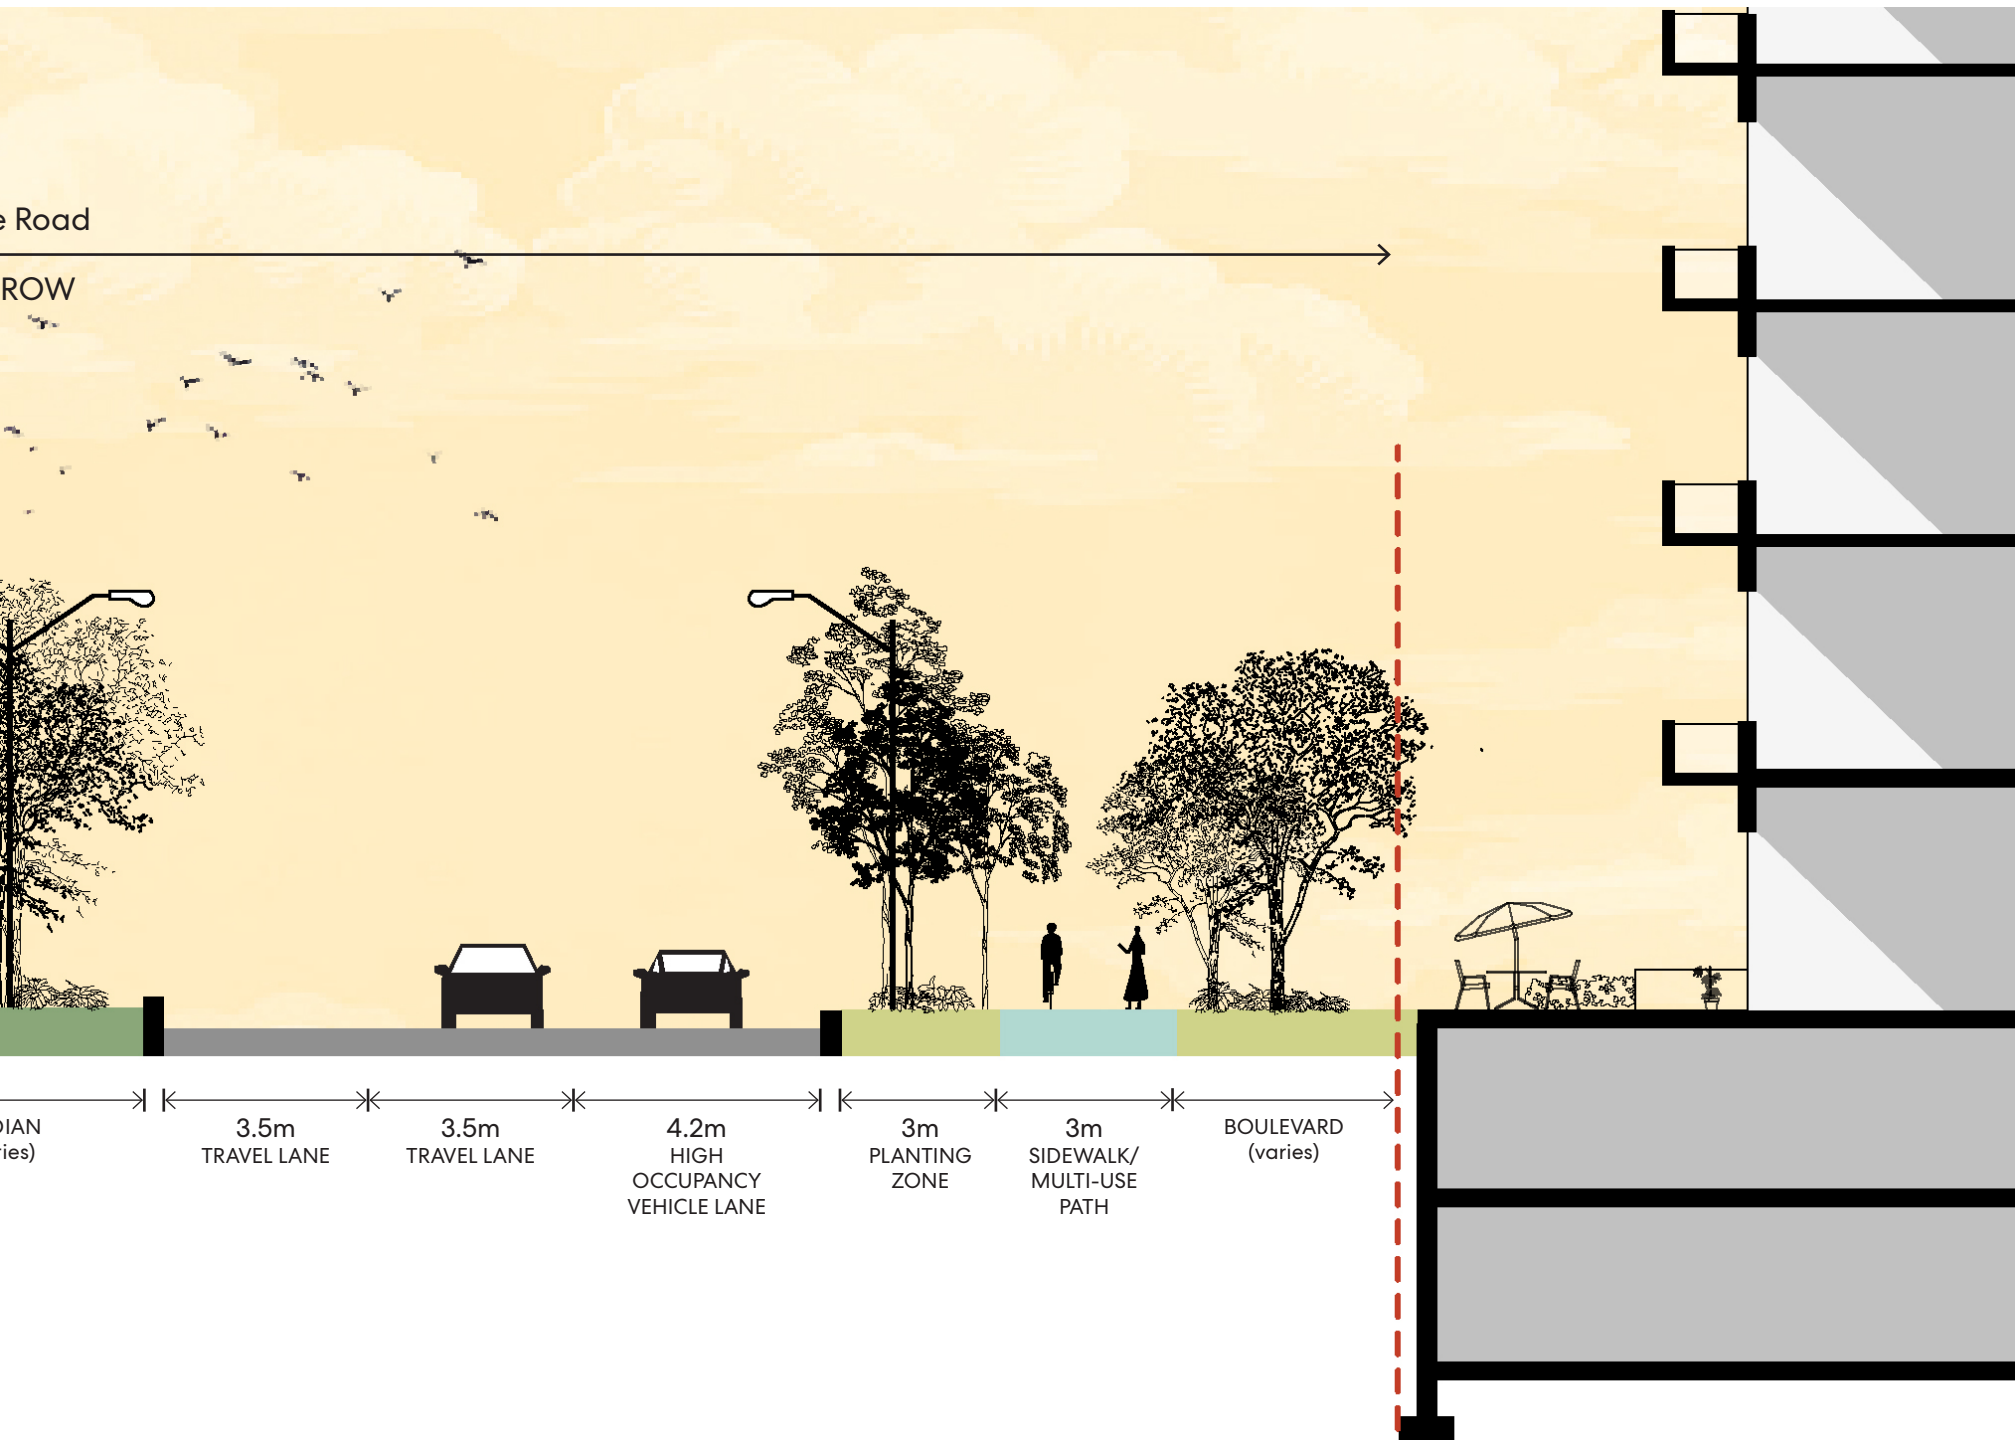 Road
ROW
3.5m
TRAVEL LANE
3.5m
TRAVEL LANE
4.2m
HIGH
OCCUPANCY
VEHICLE LANE
3m
PLANTING
ZONE
3m
SIDEWALK/
MULTI-USE
PATH
BOULEVARD
(varies)